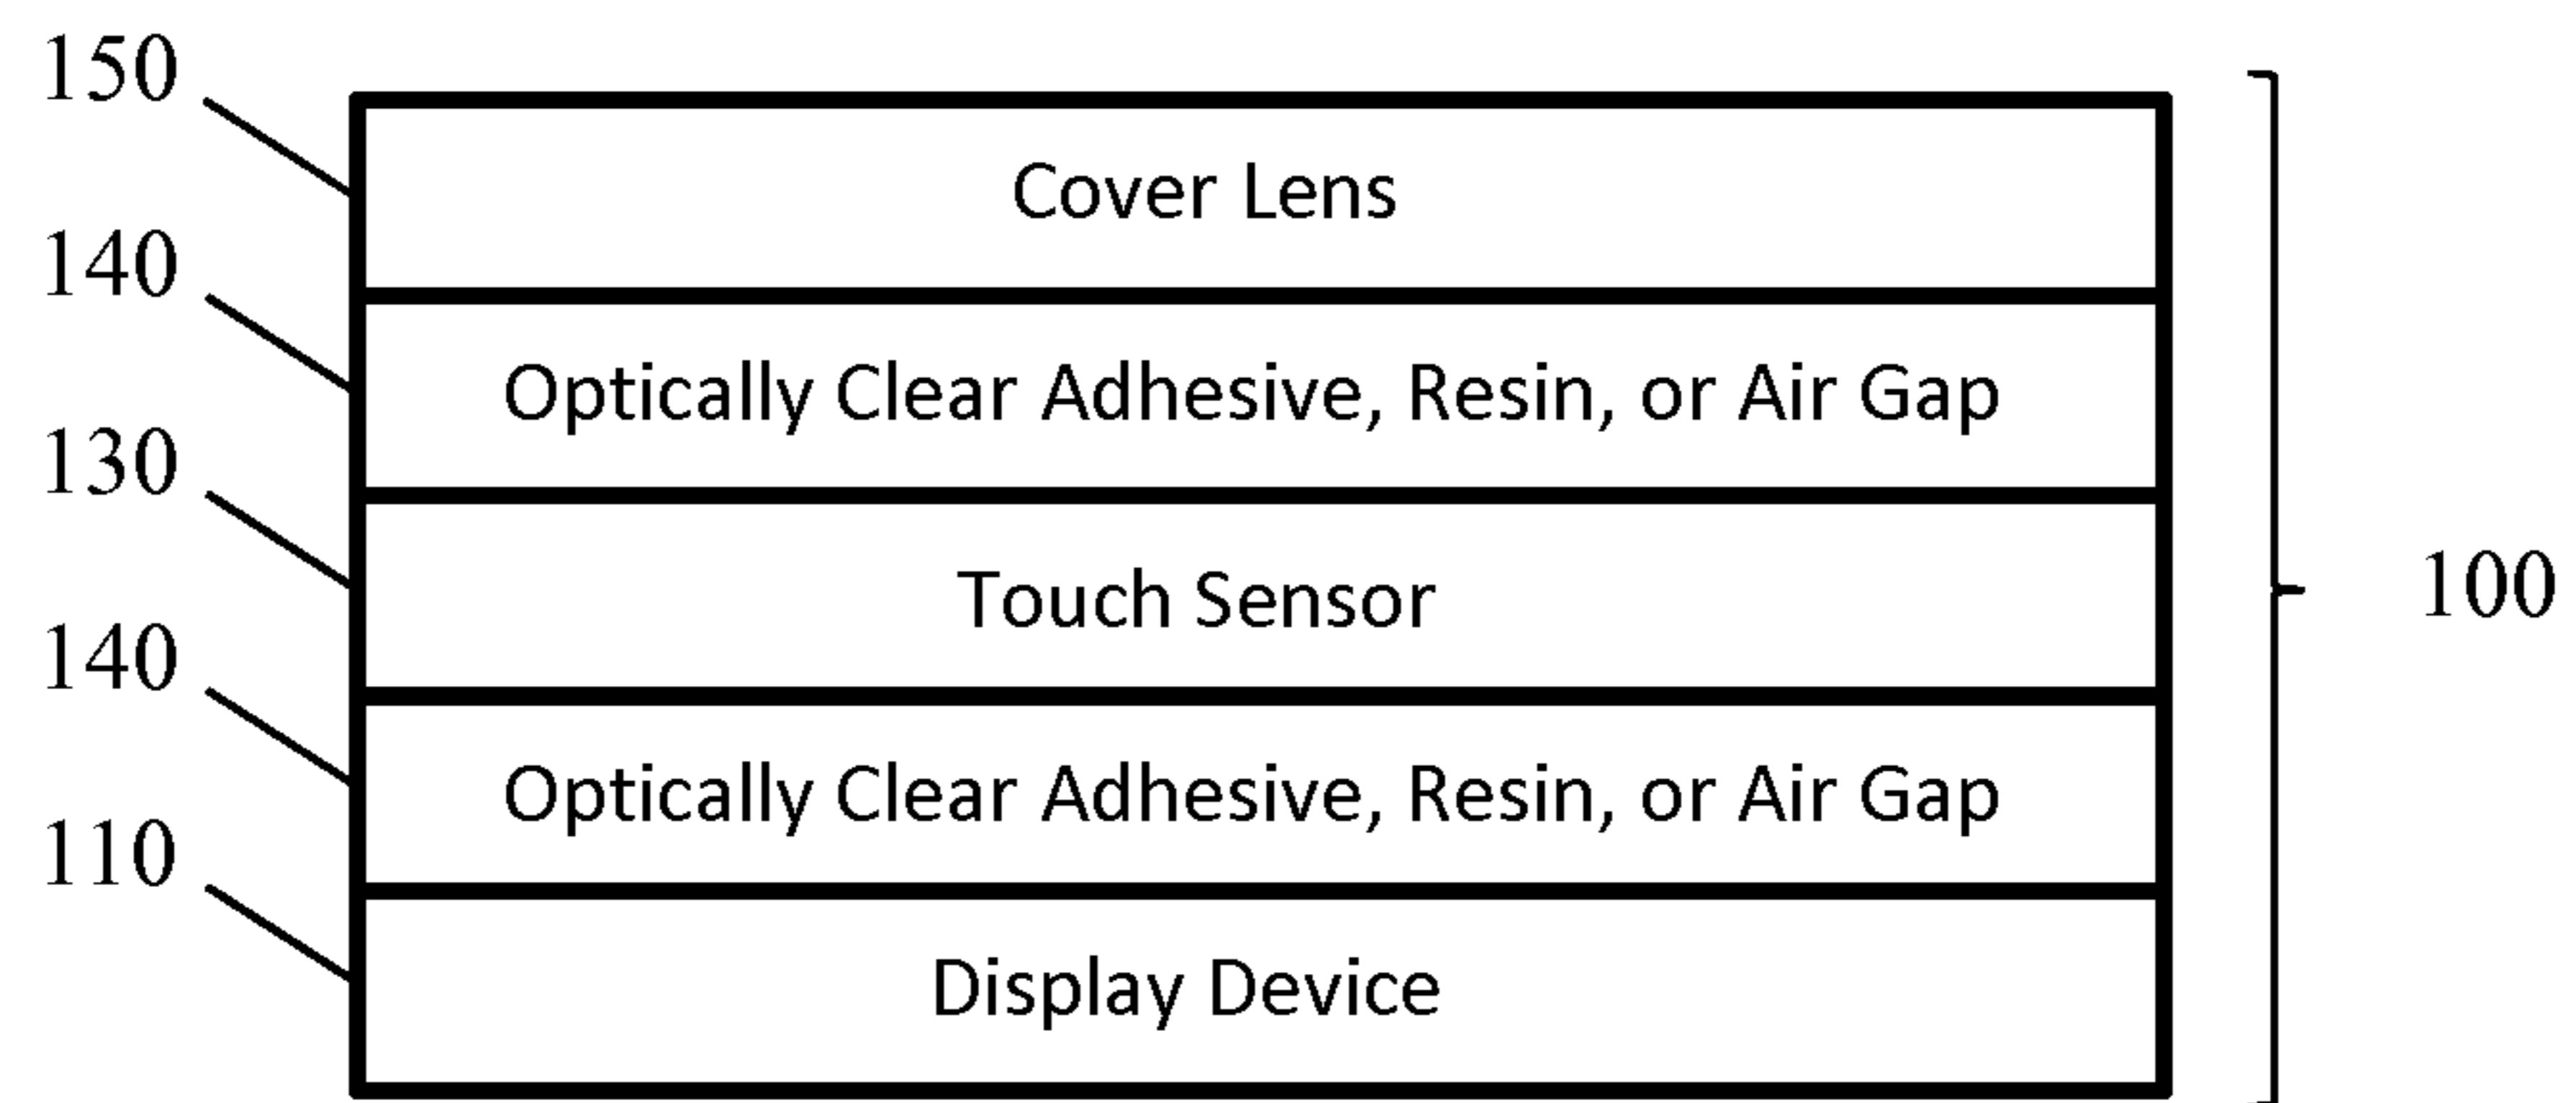 150
Cover Lens
140
Optically Clear Adhesive, Resin, or Air Gap
130
Touch Sensor
100
140
Optically Clear Adhesive, Resin, or Air Gap
110
Display Device